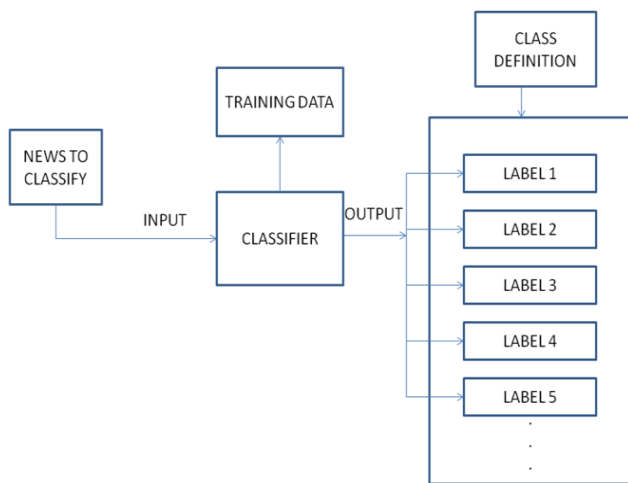 CLASS
DEFINITION
TRAINING DATA
NEWS TO
CLASSIFY
INPUT
CLASSIFIER
OUTPUT
LABEL 1
LABEL 2
LABEL 3
LABEL 4
LABEL 5
.
.
.